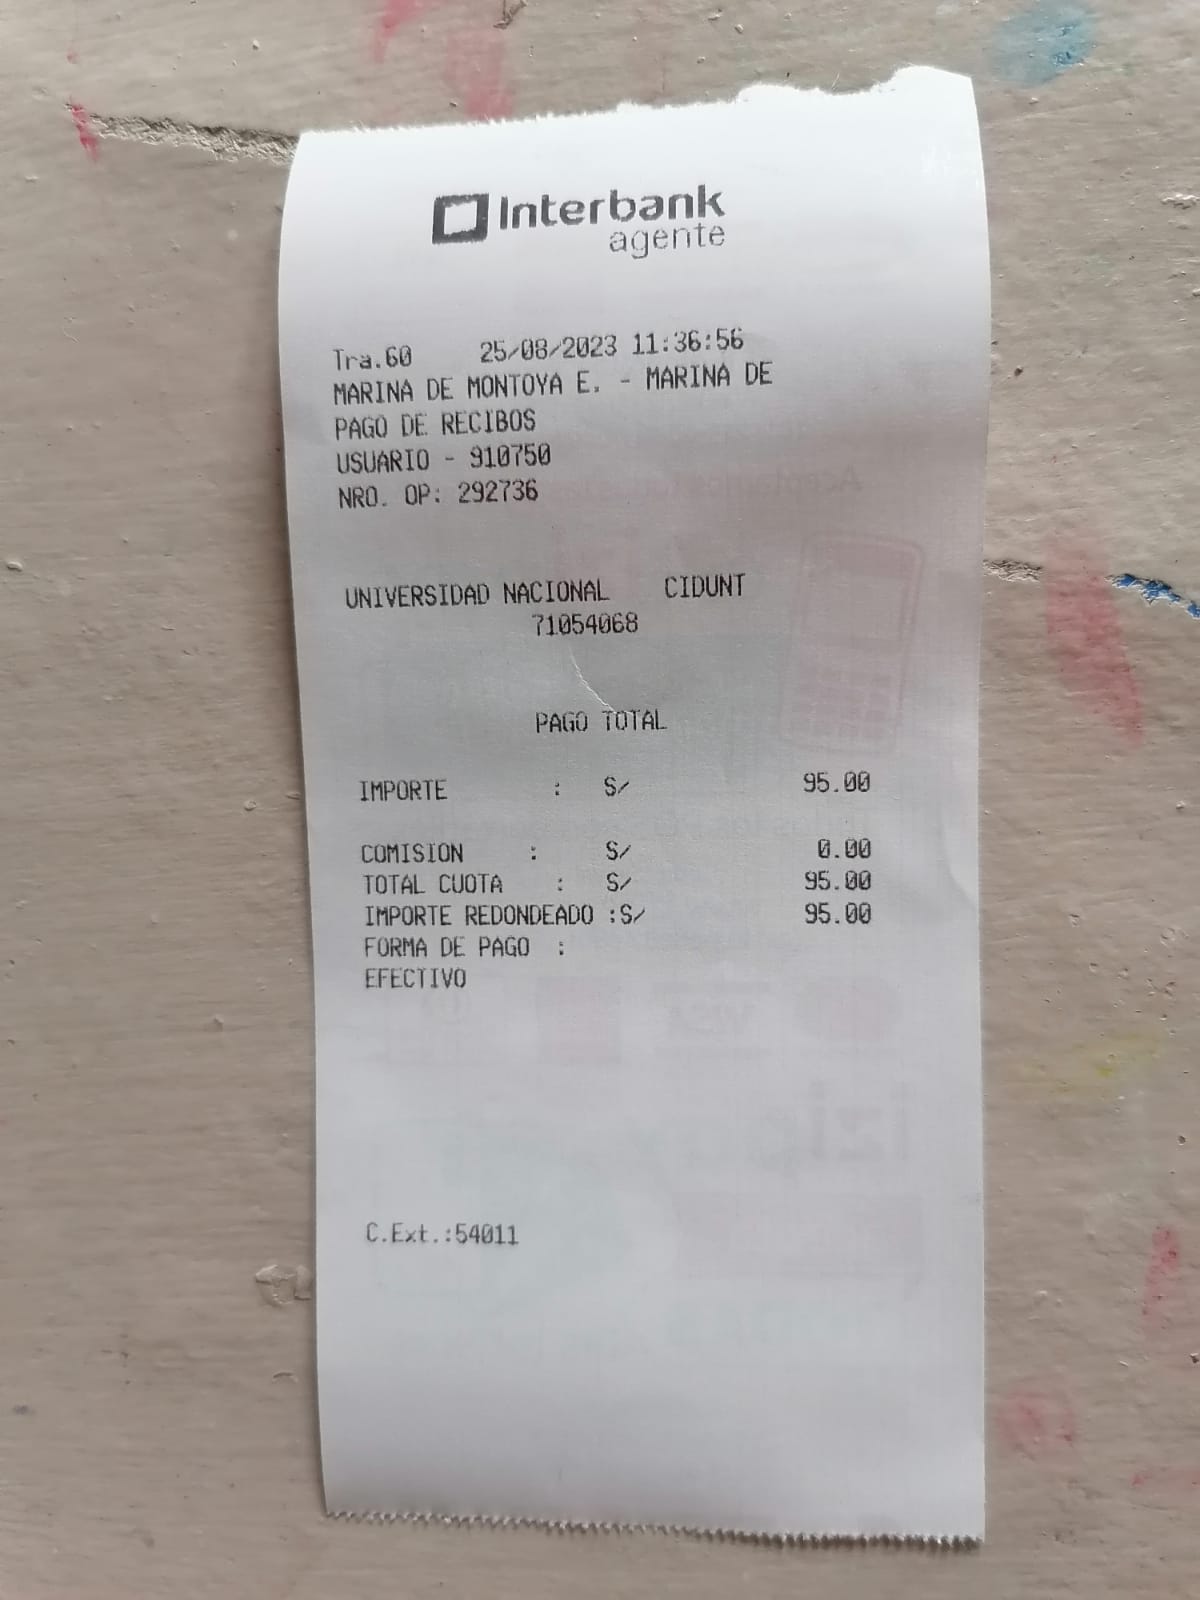 Interbank
agente
Tra.60 25/08/2023 11:36:56
MARINA DE MONTOYA E. - MARINA DE
PAGO DE RECIBOS
USUARIO - 910750
NRO. OP: 292736
UNIVERSIDAD NACIONAL CIDUNT
71054068
PAGO TOTAL
IMPORTE : S/ 95.00
COMISION : S/ 0.00
TOTAL CUOTA : S/ 95.00
IMPORTE REDONDEADO :S/ 95.00
FORMA DE PAGO :
EFECTIVO
C.Ext.:54011